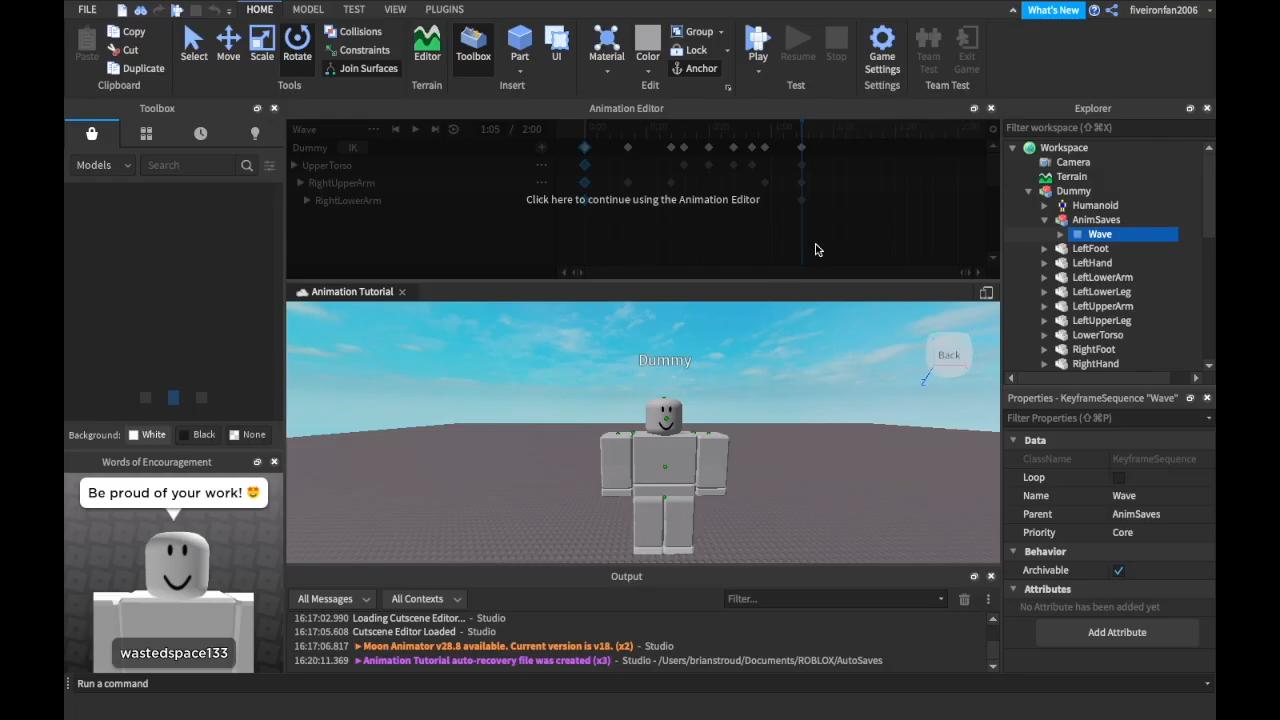 FILE HOME MODEL TEST VIEW PLUGINS What's New fiveironfan2006
Paste Copy Cut Duplicate Clipboard
Select Move Scale Rotate Collisions Constraints Join Surfaces Tools
Editor Terrain
Toolbox Part UI Insert
Material Color Group Lock Anchor Edit
Play Resume Stop Test
Game Settings Settings
Team Test Exit Game Team Test
Toolbox
Models Search
Background: White Black None
Words of Encouragement
Be proud of your work! 😍
wastedspace133
Animation Editor
Wave 1:05 / 2:00
Dummy IK
UpperTorso
RightUpperArm
RightLowerArm
Click here to continue using the Animation Editor
Animation Tutorial
Dummy
Back
Z
Output
All Messages All Contexts Filter...
16:17:02.990 Loading Cutscene Editor... - Studio
16:17:05.608 Cutscene Editor Loaded - Studio
16:17:06.817 ▶Moon Animator v28.8 available. Current version is v18. (x2) - Studio
16:20:11.369 ▶Animation Tutorial auto-recovery file was created (x3) - Studio - /Users/brianstroud/Documents/ROBLOX/AutoSaves
Explorer
Filter workspace (⇧⌘X)
Workspace
Camera
Terrain
Dummy
Humanoid
AnimSaves
Wave
LeftFoot
LeftHand
LeftLowerArm
LeftLowerLeg
LeftUpperArm
LeftUpperLeg
LowerTorso
RightFoot
RightHand
Properties - KeyframeSequence "Wave"
Filter Properties (⇧⌘P)
Data
ClassName KeyframeSequence
Loop
Name Wave
Parent AnimSaves
Priority Core
Behavior
Archivable
Attributes
No Attribute has been added yet
Add Attribute
Run a command